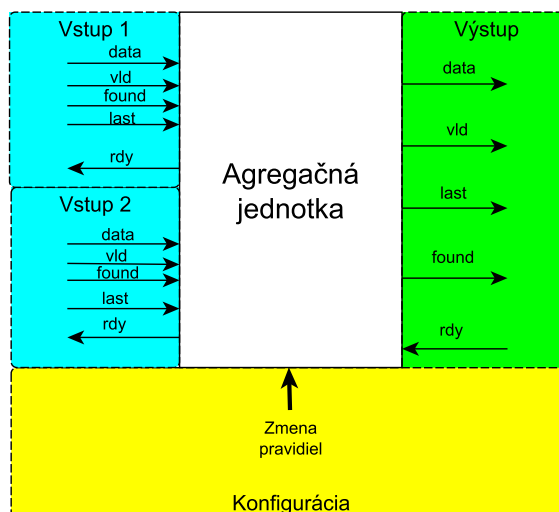 Vstup 1
data
vld
found
last
rdy
Vstup 2
data
vld
found
last
rdy
Agregačná
jednotka
Výstup
data
vld
last
found
rdy
Zmena
pravidiel
Konfigurácia